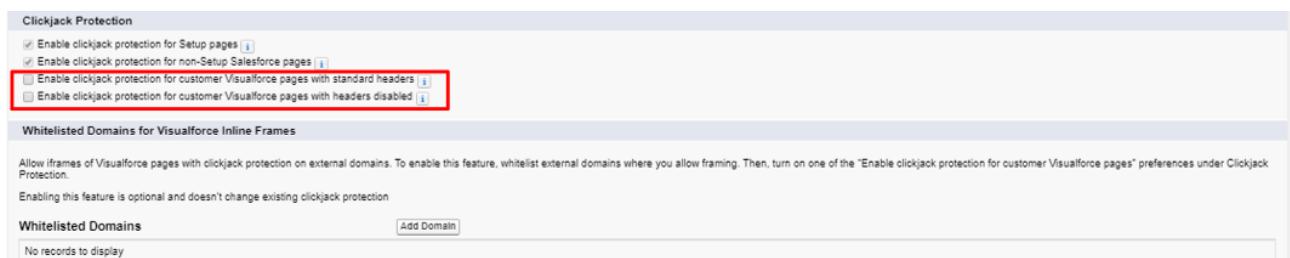 Clickjack Protection
Enable clickjack protection for Setup pages i
Enable clickjack protection for non-Setup Salesforce pages i
Enable clickjack protection for customer Visualforce pages with standard headers i
Enable clickjack protection for customer Visualforce pages with headers disabled i
Whitelisted Domains for Visualforce Inline Frames
Allow iframes of Visualforce pages with clickjack protection on external domains. To enable this feature, whitelist external domains where you allow framing. Then, turn on one of the "Enable clickjack protection for customer Visualforce pages" preferences under Clickjack
Protection.
Enabling this feature is optional and doesn't change existing clickjack protection
Whitelisted Domains Add Domain
No records to display